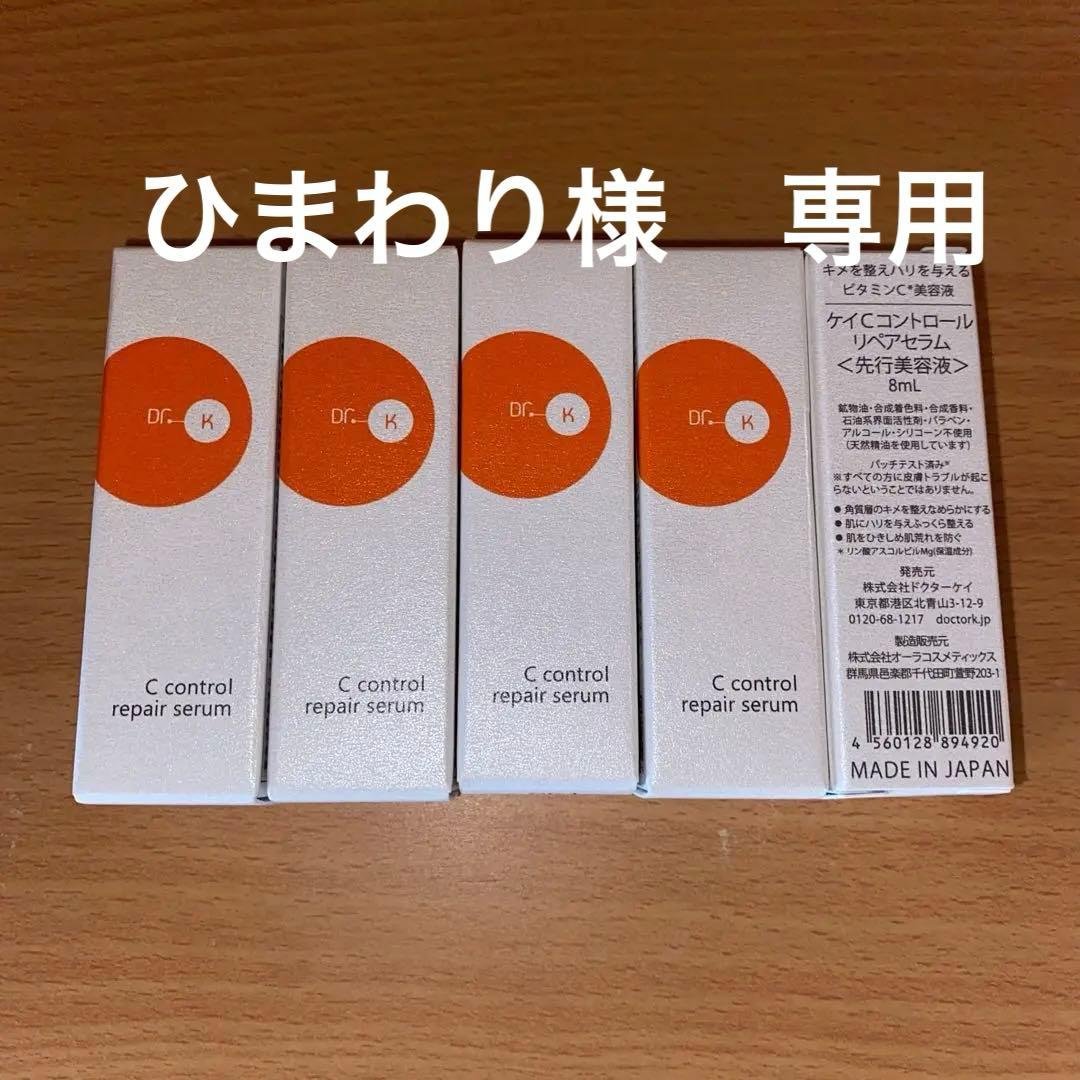 ひまわり様　専用
Dr. K
C control
repair serum
Dr. K
C control
repair serum
Dr. K
C control
repair serum
Dr. K
C control
repair serum
キメを整えハリを与える
ビタミンC*美容液
ケイCコントロール
リペアセラム
＜先行美容液＞
8mL
鉱物油・合成着色料・合成香料・
石油系界面活性剤・パラベン・
アルコール・シリコーン不使用
（天然精油を使用しています）
パッチテスト済み※
※すべての方に皮膚トラブルが起こ
らないということではありません。
● 角質層のキメを整えなめらかにする
● 肌にハリを与えふっくら整える
● 肌をひきしめ肌荒れを防ぐ
* リン酸アスコルビルMg(保湿成分)
発売元
株式会社ドクターケイ
東京都港区北青山3-12-9
0120-68-1217 doctork.jp
製造販売元
株式会社オーラコスメティックス
群馬県邑楽郡千代田町萱野203-1
4 560128 894920
MADE IN JAPAN